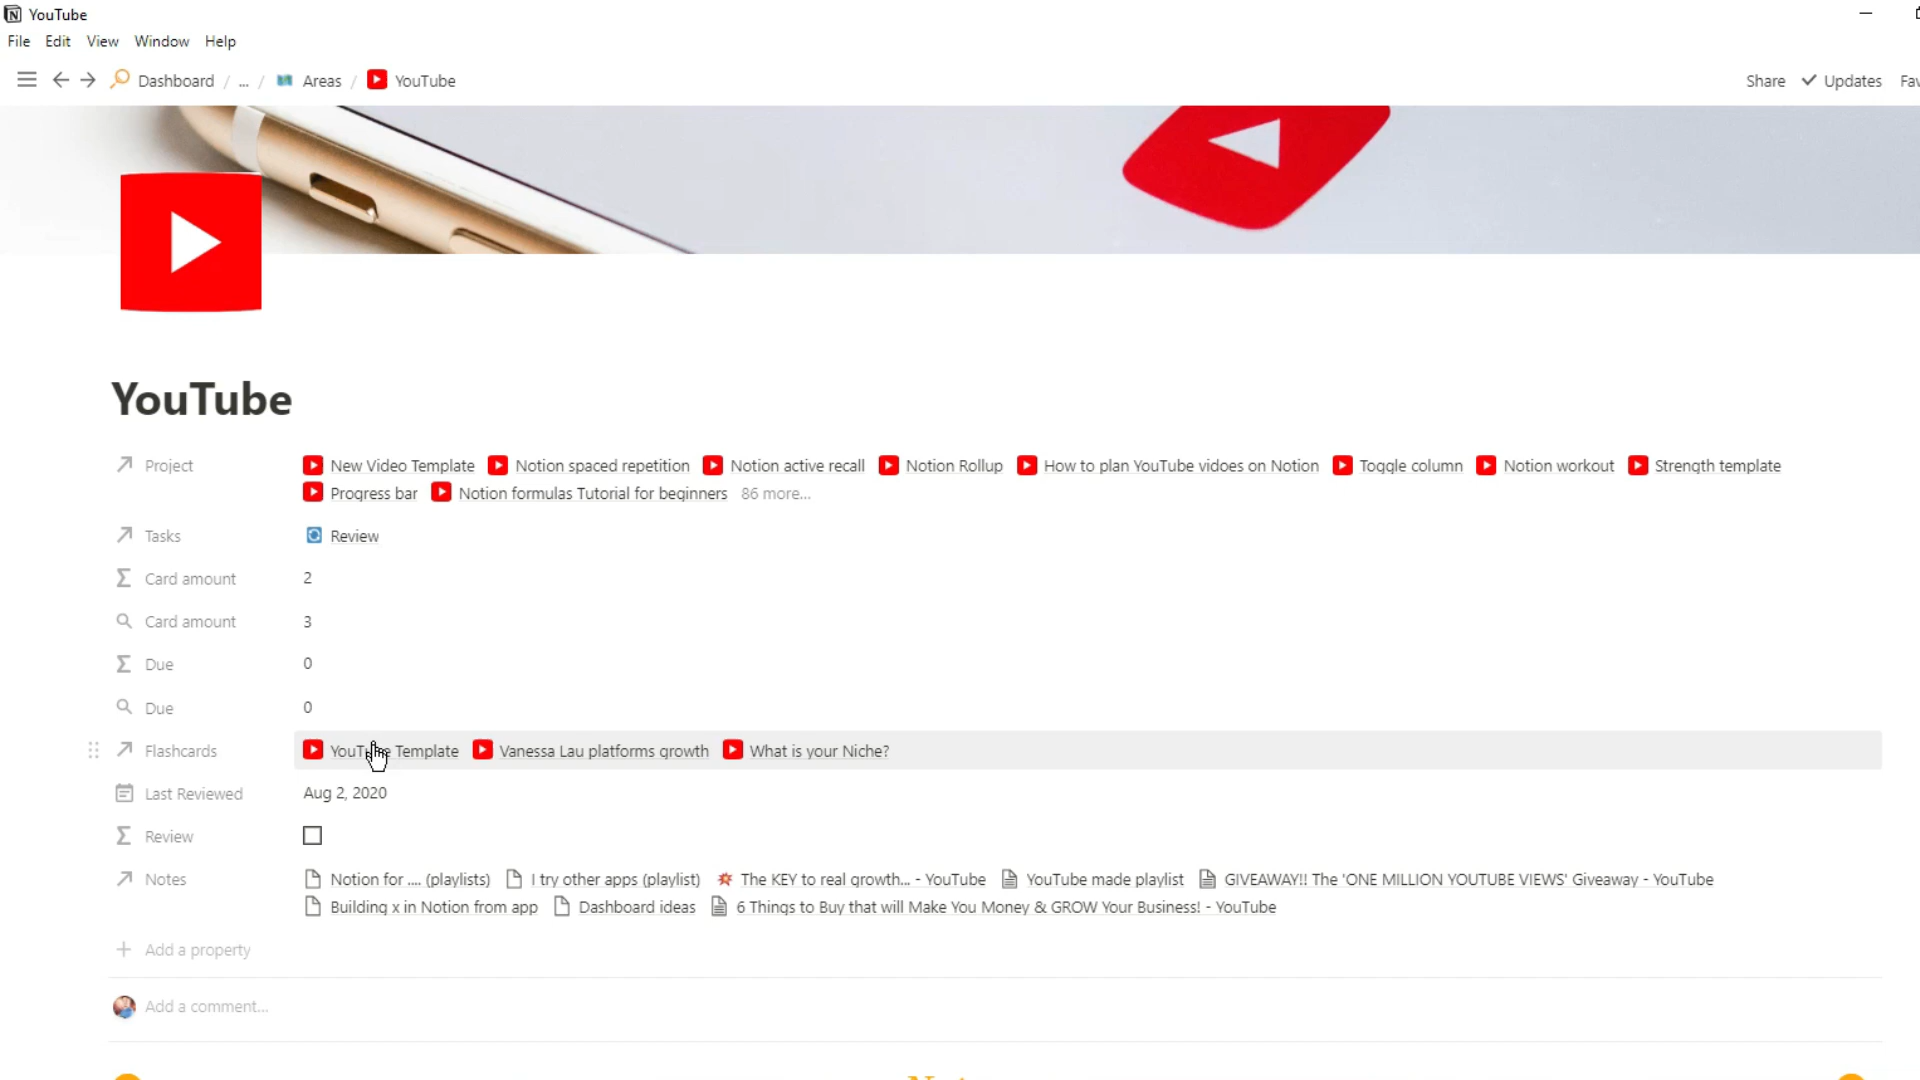 YouTube
File Edit View Window Help
Dashboard / ... / Areas / YouTube Share Updates
YouTube
Project New Video Template Notion spaced repetition Notion active recall Notion Rollup How to plan YouTube vidoes on Notion Toggle column Notion workout Strength template
Progress bar Notion formulas Tutorial for beginners 86 more...
Tasks Review
Card amount 2
Card amount 3
Due 0
Due 0
Flashcards YouTube Template Vanessa Lau platforms growth What is your Niche?
Last Reviewed Aug 2, 2020
Review
Notes Notion for .... (playlists) I try other apps (playlist) The KEY to real growth... - YouTube YouTube made playlist GIVEAWAY!! The 'ONE MILLION YOUTUBE VIEWS' Giveaway - YouTube
Building x in Notion from app Dashboard ideas 6 Things to Buy that will Make You Money & GROW Your Business! - YouTube
Add a property
Add a comment...